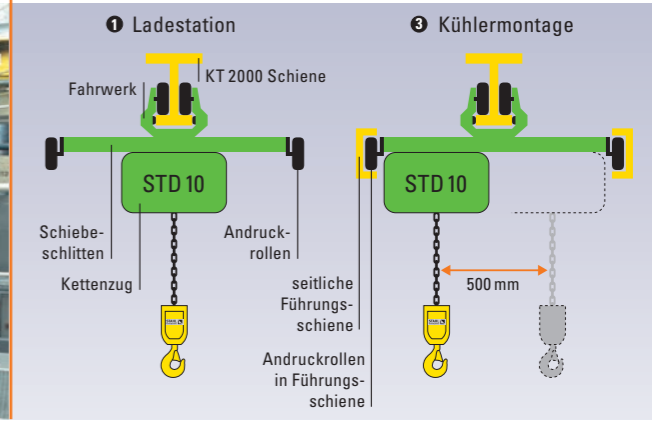 ❶ Ladestation
Fahrwerk
KT 2000 Schiene
STD 10
Schiebe-
schlitten
Kettenzug
Andruck-
rollen
❸ Kühlermontage
STD 10
500 mm
seitliche
Führungs-
schiene
Andruckrollen
in Führungs-
schiene